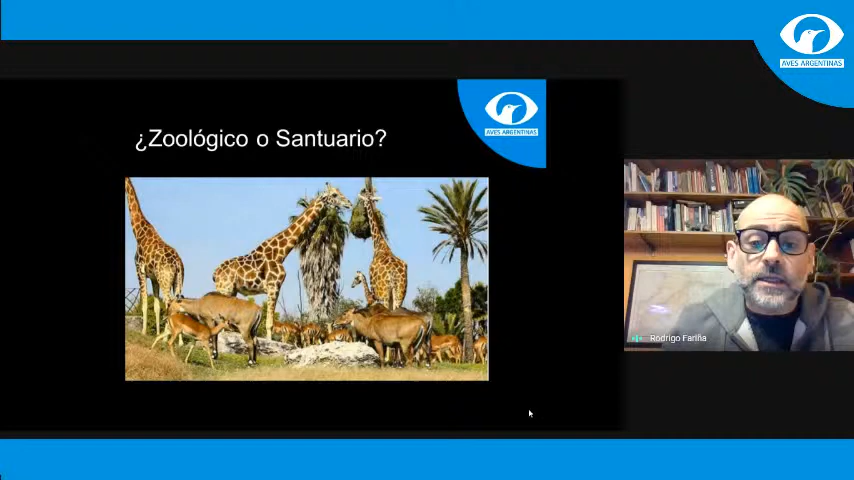 AVES ARGENTINAS
¿Zoológico o Santuario?
AVES ARGENTINAS
Rodrigo Fariña